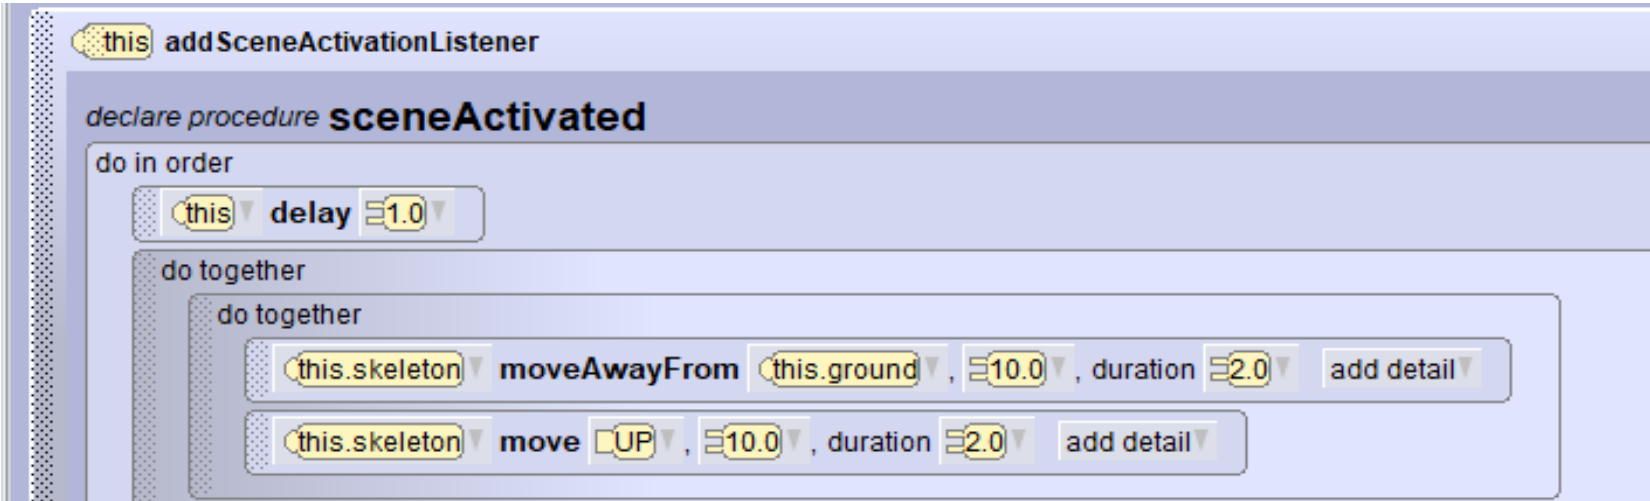 this addSceneActivationListener
declare procedure sceneActivated
do in order
this delay 1.0
do together
do together
this.skeleton moveAwayFrom this.ground , 10.0 , duration 2.0 add detail
this.skeleton move UP , 10.0 , duration 2.0 add detail